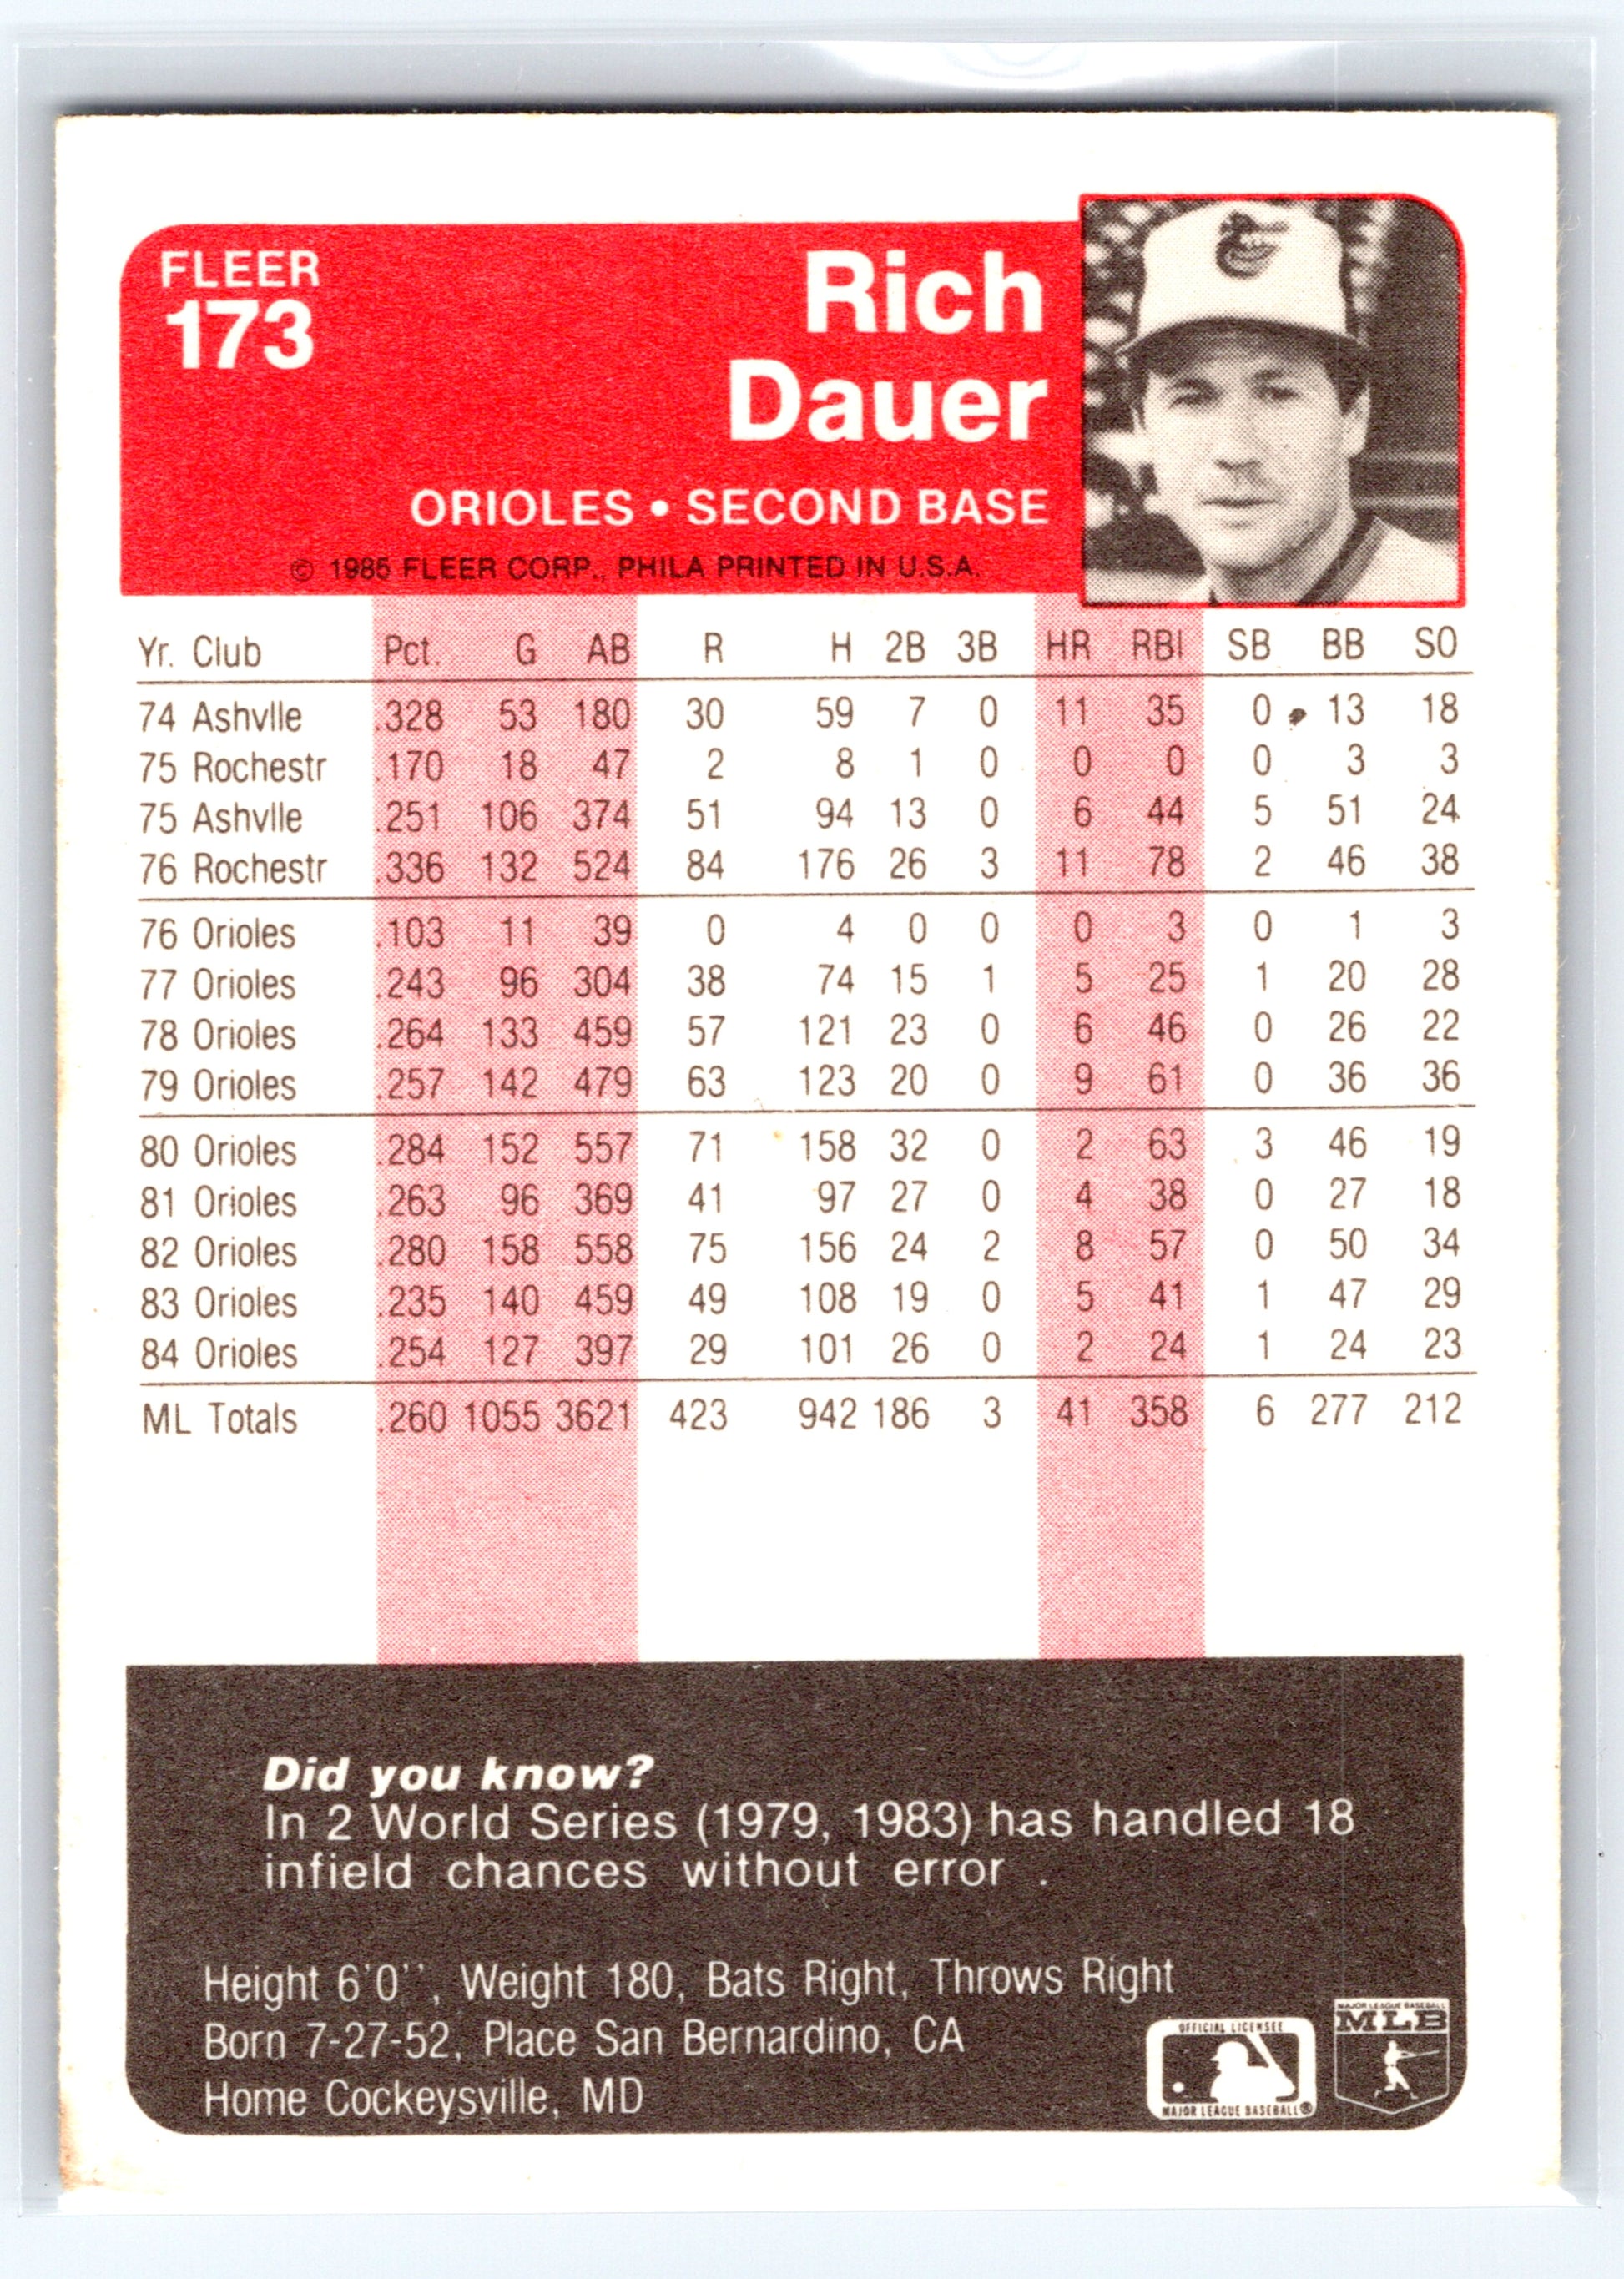 FLEER
173
Rich
Dauer
ORIOLES • SECOND BASE
© 1985 FLEER CORP., PHILA PRINTED IN U.S.A.
Yr. Club Pct. G AB R H 2B 3B HR RBI SB BB SO
74 Ashvlle .328 53 180 30 59 7 0 11 35 0 13 18
75 Rochestr .170 18 47 2 8 1 0 0 0 0 3 3
75 Ashvlle .251 106 374 51 94 13 0 6 44 5 51 24
76 Rochestr .336 132 524 84 176 26 3 11 78 2 46 38
76 Orioles .103 11 39 0 4 0 0 0 3 0 1 3
77 Orioles .243 96 304 38 74 15 1 5 25 1 20 28
78 Orioles .264 133 459 57 121 23 0 6 46 0 26 22
79 Orioles .257 142 479 63 123 20 0 9 61 0 36 36
80 Orioles .284 152 557 71 158 32 0 2 63 3 46 19
81 Orioles .263 96 369 41 97 27 0 4 38 0 27 18
82 Orioles .280 158 558 75 156 24 2 8 57 0 50 34
83 Orioles .235 140 459 49 108 19 0 5 41 1 47 29
84 Orioles .254 127 397 29 101 26 0 2 24 1 24 23
ML Totals .260 1055 3621 423 942 186 3 41 358 6 277 212
Did you know?
In 2 World Series (1979, 1983) has handled 18
infield chances without error .
Height 6'0'', Weight 180, Bats Right, Throws Right
Born 7-27-52, Place San Bernardino, CA
Home Cockeysville, MD
OFFICIAL LICENSEE
MAJOR LEAGUE BASEBALL®
MAJOR LEAGUE BASEBALL
MLB